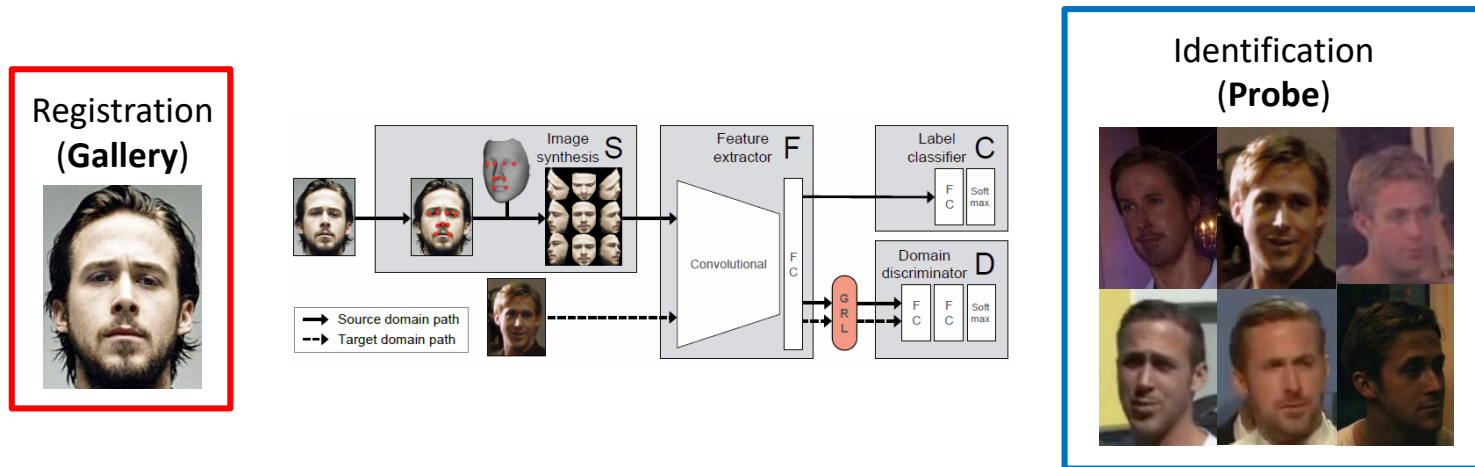 Registration
(Gallery)
Image
synthesis S
Feature
extractor F
Convolutional
F
C
Label
classifier C
F
C
Soft
max
G
R
L
Domain
discriminator D
F
C
F
C
Soft
max
Source domain path
Target domain path
Identification
(Probe)